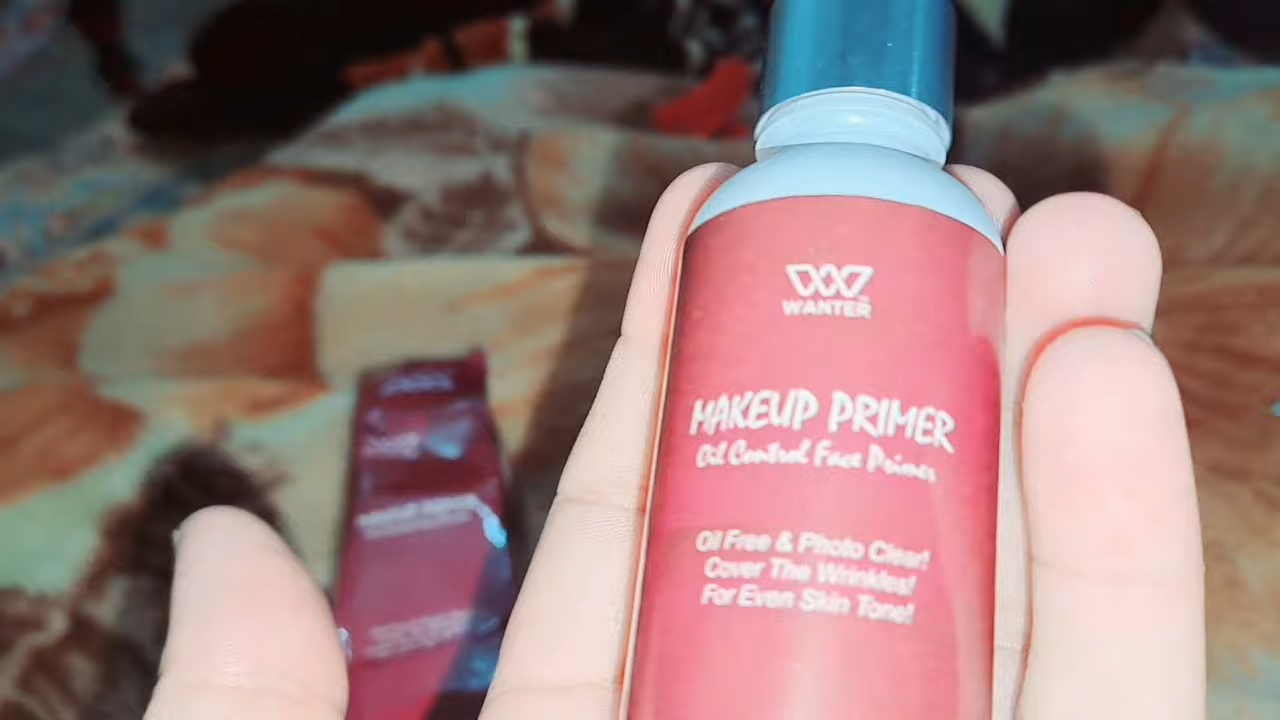 WANTER
MAKEUP PRIMER
Oil Control Face Primer
Oil Free & Photo Clear!
Cover The Wrinkles!
For Even Skin Tone!